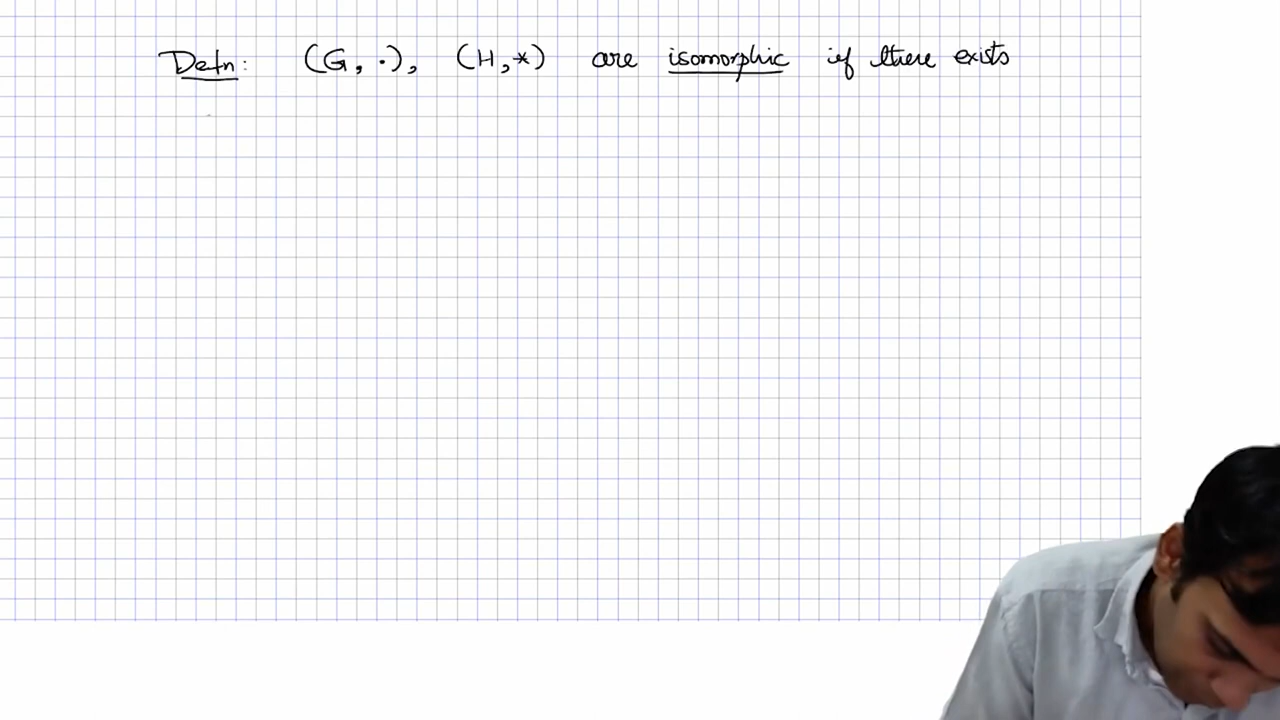 Defn: (G, ·), (H, *) are isomorphic if there exists